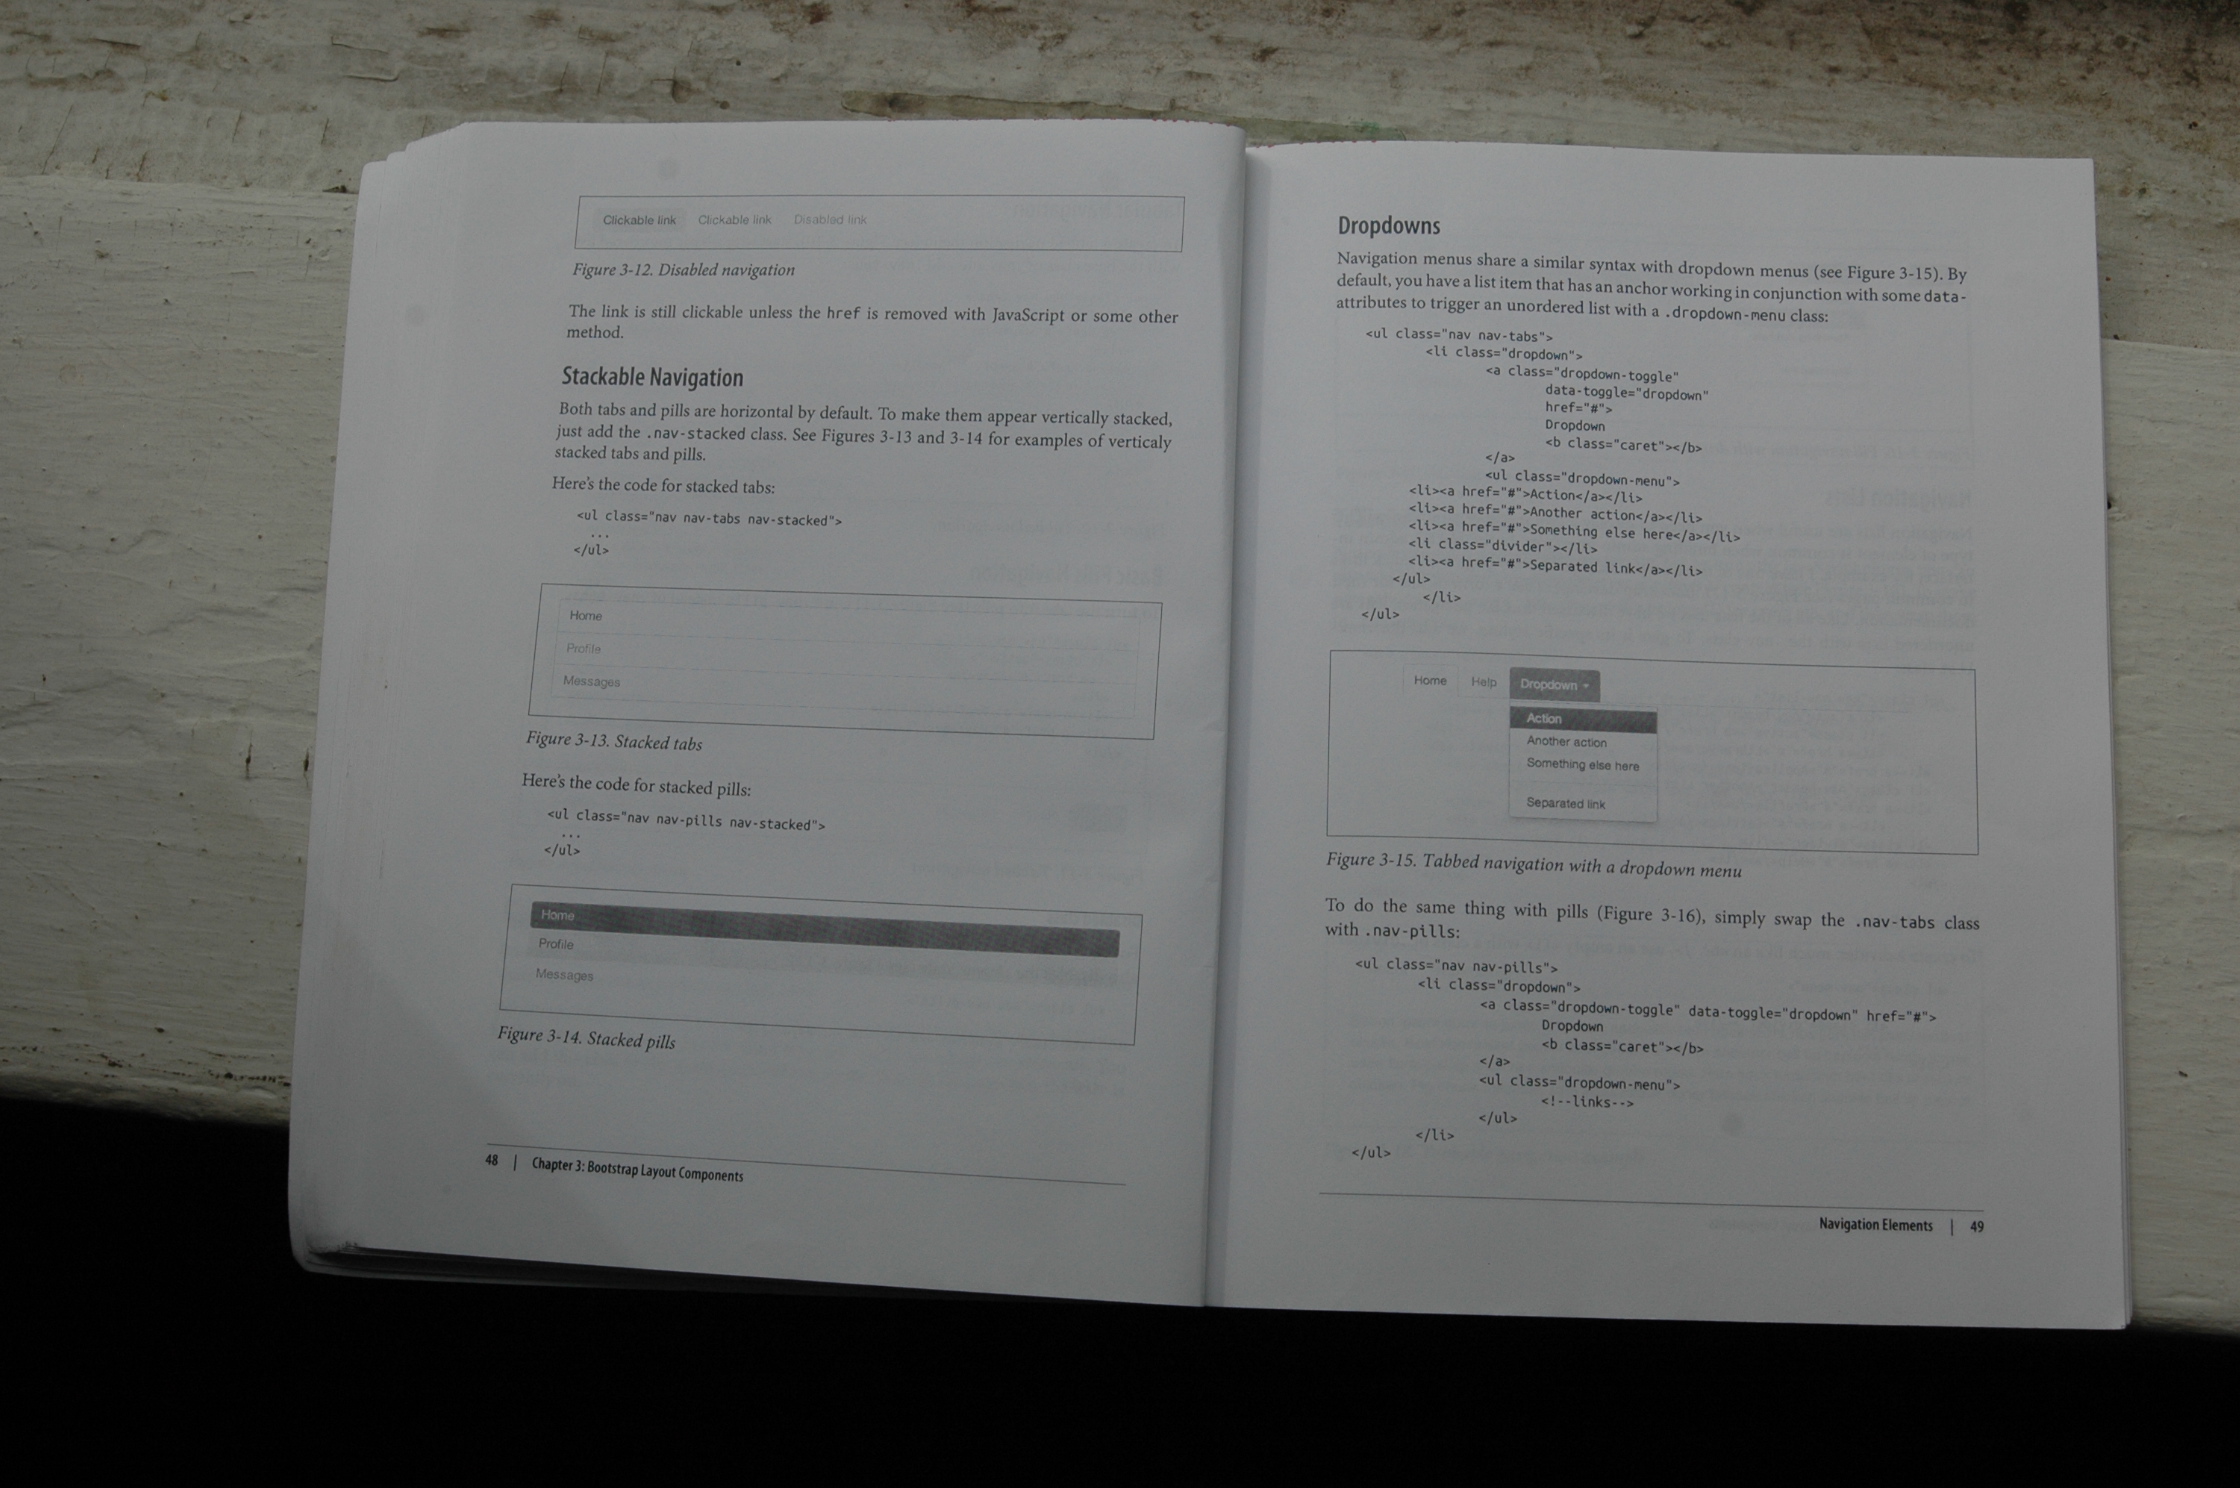 Clickable link Clickable link Disabled link
Figure 3-12. Disabled navigation
The link is still clickable unless the href is removed with JavaScript or some other
method.
Stackable Navigation
Both tabs and pills are horizontal by default. To make them appear vertically stacked,
just add the .nav-stacked class. See Figures 3-13 and 3-14 for examples of verticaly
stacked tabs and pills.
Here's the code for stacked tabs:
<ul class="nav nav-tabs nav-stacked">
...
</ul>
Home
Profile
Messages
Figure 3-13. Stacked tabs
Here's the code for stacked pills:
<ul class="nav nav-pills nav-stacked">
...
</ul>
Home
Profile
Messages
Figure 3-14. Stacked pills
48 | Chapter 3: Bootstrap Layout Components
Dropdowns
Navigation menus share a similar syntax with dropdown menus (see Figure 3-15). By
default, you have a list item that has an anchor working in conjunction with some data-
attributes to trigger an unordered list with a .dropdown-menu class:
<ul class="nav nav-tabs">
<li class="dropdown">
<a class="dropdown-toggle"
data-toggle="dropdown"
href="#">
Dropdown
<b class="caret"></b>
</a>
<ul class="dropdown-menu">
<li><a href="#">Action</a></li>
<li><a href="#">Another action</a></li>
<li><a href="#">Something else here</a></li>
<li class="divider"></li>
<li><a href="#">Separated link</a></li>
</ul>
</li>
</ul>
Home Help Dropdown
Action
Another action
Something else here
Separated link
Figure 3-15. Tabbed navigation with a dropdown menu
To do the same thing with pills (Figure 3-16), simply swap the .nav-tabs class
with .nav-pills:
<ul class="nav nav-pills">
<li class="dropdown">
<a class="dropdown-toggle" data-toggle="dropdown" href="#">
Dropdown
<b class="caret"></b>
</a>
<ul class="dropdown-menu">
<!--links-->
</ul>
</li>
</ul>
Navigation Elements | 49